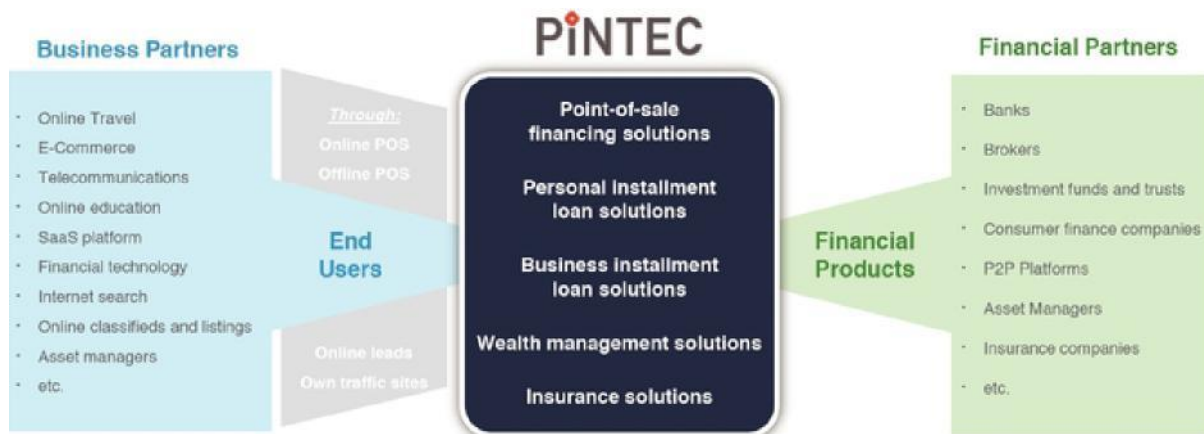 Business Partners
Online Travel
E-Commerce
Telecommunications
Online education
SaaS platform
Financial technology
Internet search
Online classifieds and listings
Asset managers
etc.
Through:
Online POS
Offline POS
End
Users
Online leads
Own traffic sites
PINTEC
Point-of-sale
financing solutions
Personal installment
loan solutions
Business installment
loan solutions
Wealth management solutions
Insurance solutions
Financial
Products
Financial Partners
Banks
Brokers
Investment funds and trusts
Consumer finance companies
P2P Platforms
Asset Managers
Insurance companies
etc.